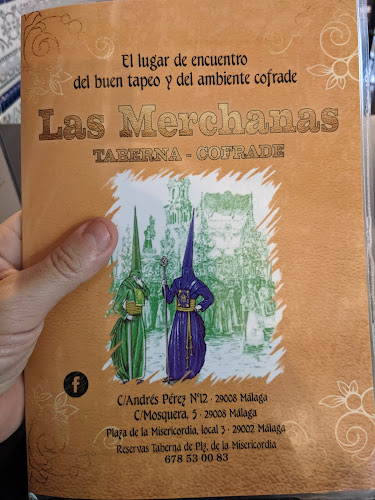 El lugar de encuentro
del buen tapeo y del ambiente cofrade
Las Merchanas
TABERNA - COFRADE
f
C/Andrés Pérez Nº12 · 29008 Málaga
C/Mosquera, 5 · 29008 Málaga
Plaza de la Misericordia, local 3 · 29002 Málaga
Reservas Taberna de Plz. de la Misericordia
678 53 00 83